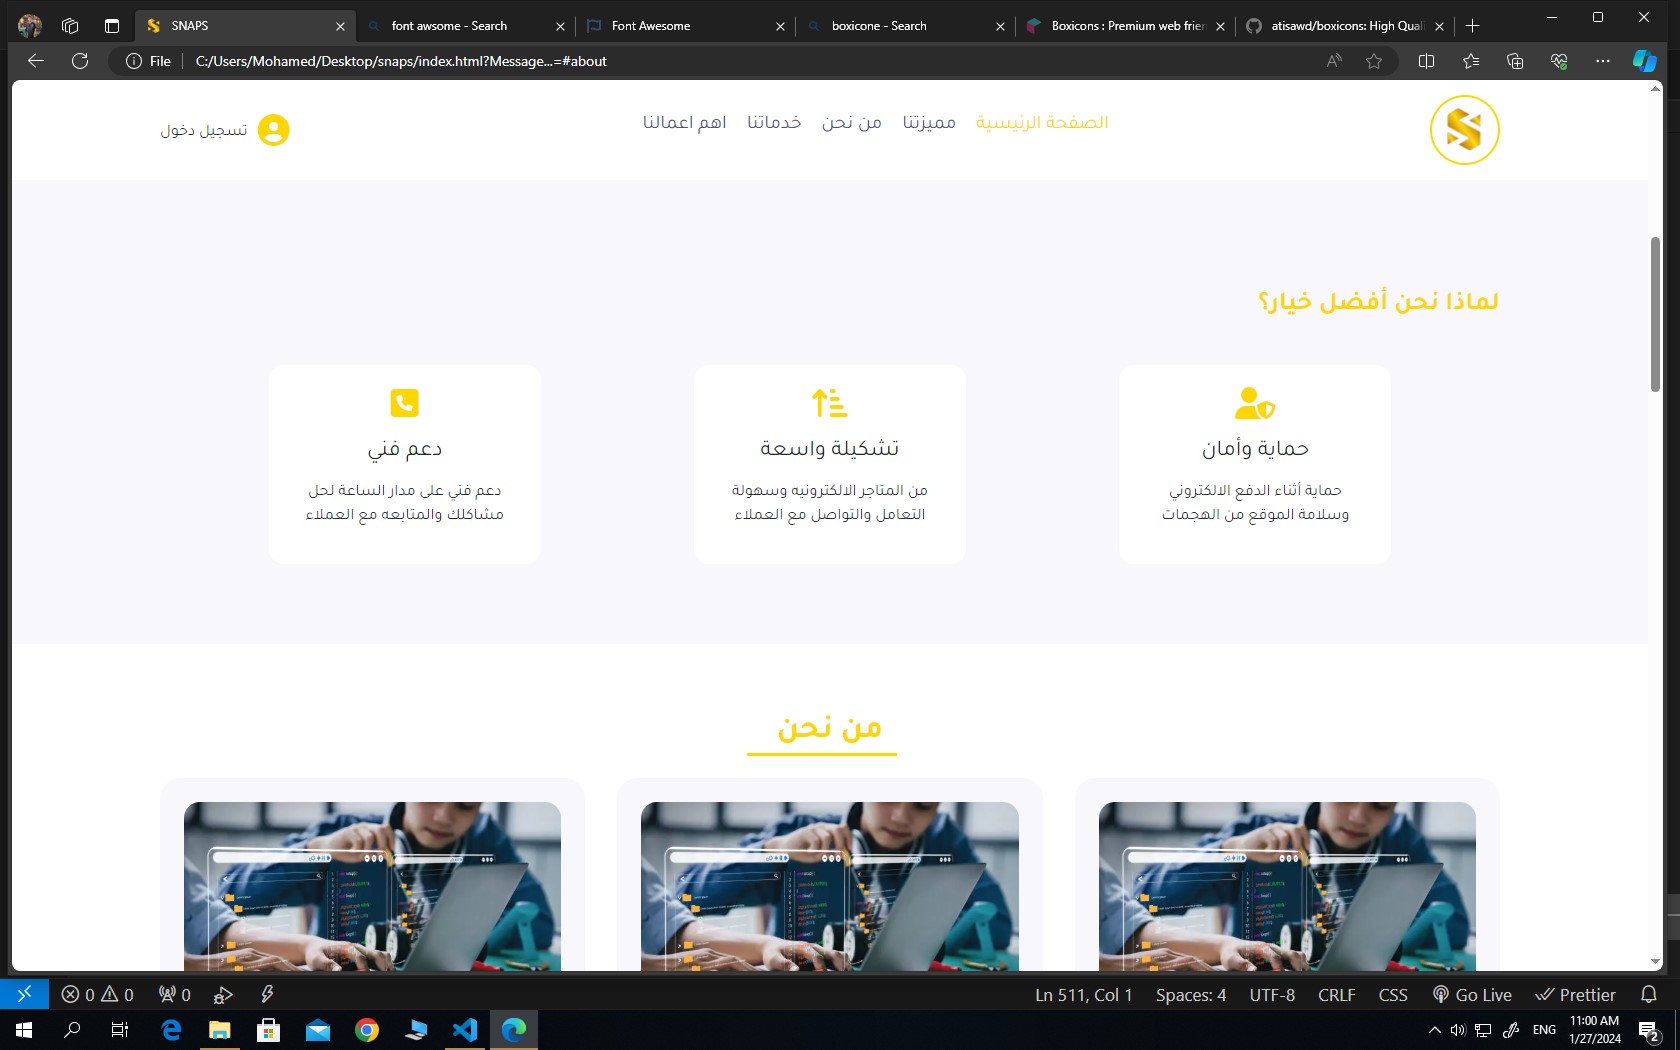 SNAPS
font awsome - Search
Font Awesome
boxicone - Search
Boxicons : Premium web frien
atisawd/boxicons: High Quali
File
C:/Users/Mohamed/Desktop/snaps/index.html?Message...=#about
الصفحة الرئيسية
مميزتنا
من نحن
خدماتنا
اهم اعمالنا
تسجيل دخول
لماذا نحن أفضل خيار؟
حماية وأمان
حماية أثناء الدفع الالكتروني
وسلامة الموقع من الهجمات
تشكيلة واسعة
من المتاجر الالكترونيه وسهولة
التعامل والتواصل مع العملاء
دعم فني
دعم فني على مدار الساعة لحل
مشاكلك والمتابعه مع العملاء
من نحن
0 0 0
Ln 511, Col 1
Spaces: 4
UTF-8
CRLF
CSS
Go Live
Prettier
ENG
11:00 AM
1/27/2024
2